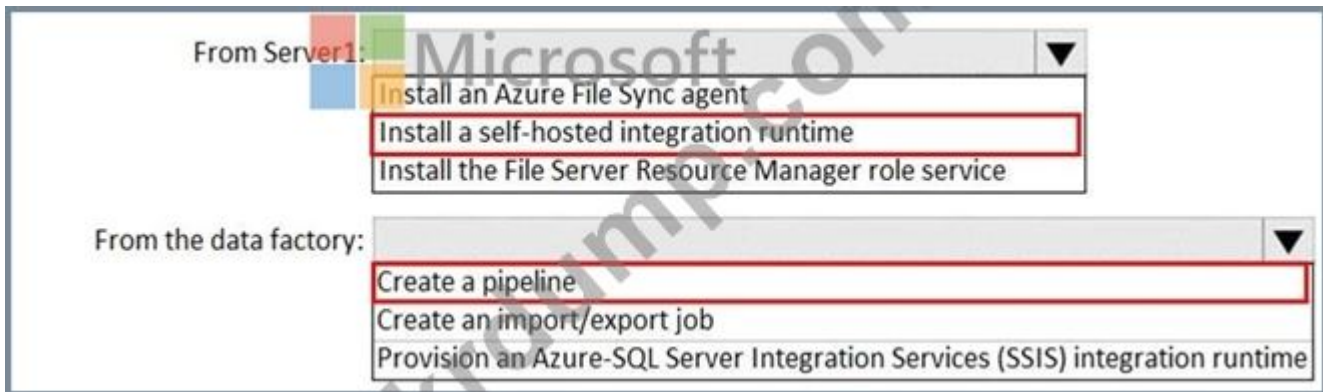 From Server1:
Microsoft
Install an Azure File Sync agent
Install a self-hosted integration runtime
Install the File Server Resource Manager role service
From the data factory:
Create a pipeline
Create an import/export job
Provision an Azure-SQL Server Integration Services (SSIS) integration runtime